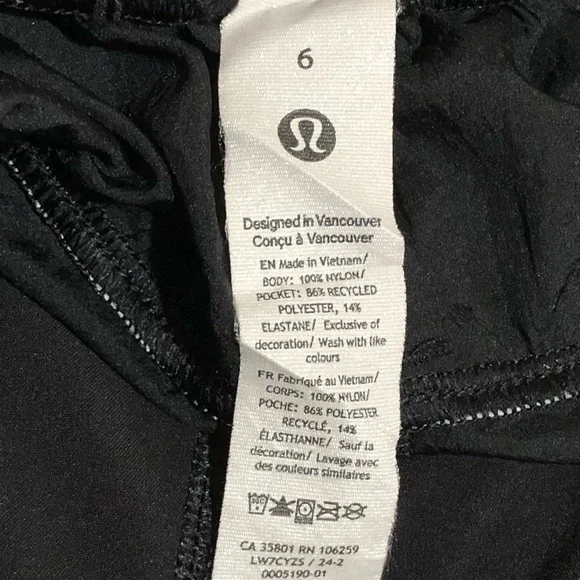 6
Designed in Vancouver
Conçu à Vancouver
EN Made in Vietnam/
BODY: 100% NYLON/
POCKET: 86% RECYCLED
POLYESTER, 14%
ELASTANE/ Exclusive of
decoration/ Wash with like
colours
FR Fabriqué au Vietnam/
CORPS: 100% NYLON/
POCHE: 86% POLYESTER
RECYCLÉ, 14%
ÉLASTHANNE/ Sauf la
décoration/ Lavage avec
des couleurs similaires
CA 35801 RN 106259
LW7CYZS / 24-2
0005190-01